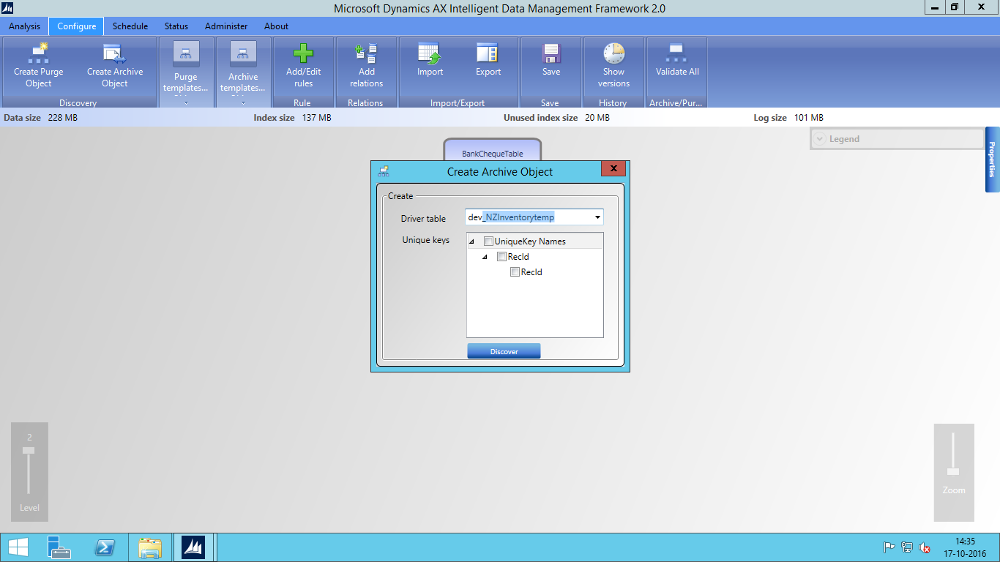 Microsoft Dynamics AX Intelligent Data Management Framework 2.0
Analysis Configure Schedule Status Administer About
Create Purge Object
Create Archive Object
Discovery
Purge templates...
Archive templates...
Add/Edit rules
Rule
Add relations
Relations
Import
Export
Import/Export
Save
Save
Show versions
History
Validate All
Archive/Pur...
Data size 228 MB Index size 137 MB Unused index size 20 MB Log size 101 MB
Legend
Properties
BankChequeTable
Create Archive Object
Create
Driver table dev_NZInventorytemp
Unique keys UniqueKey Names
RecId
RecId
Discover
2
Level
Zoom
14:35
17-10-2016